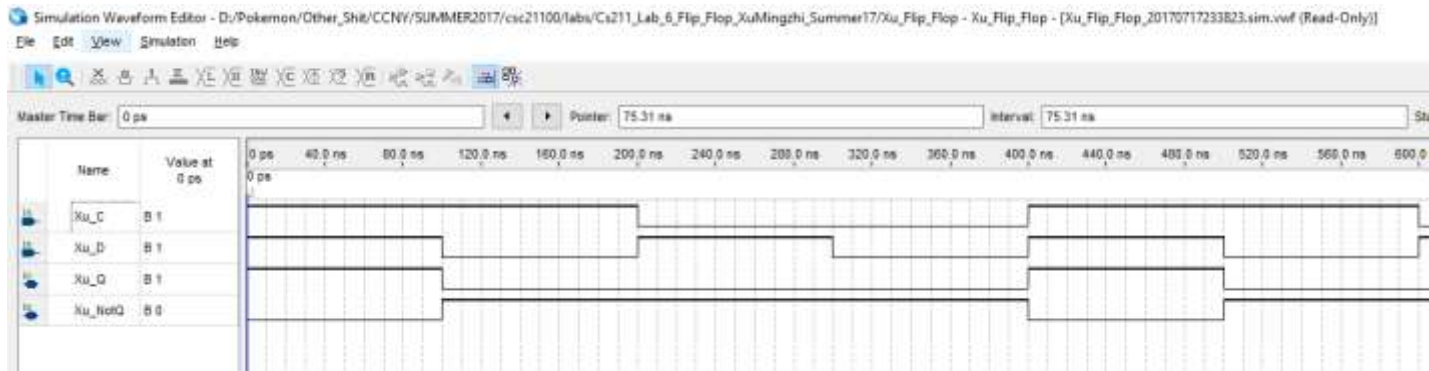 Simulation Waveform Editor - D:/Pokemon/Other_Shit/CCNY/SUMMER2017/csc21100/labs/Cs211_Lab_6_Flip_Flop_XuMingzhi_Summer17/Xu_Flip_Flop - Xu_Flip_Flop - [Xu_Flip_Flop_20170717233823.sim.vwf (Read-Only)]
File Edit View Simulation Help
Master Time Bar: 0 ps Pointer: 75.31 ns Interval: 75.31 ns Sta
Name Value at 0 ps 0 ps 40.0 ns 80.0 ns 120.0 ns 160.0 ns 200.0 ns 240.0 ns 280.0 ns 320.0 ns 360.0 ns 400.0 ns 440.0 ns 480.0 ns 520.0 ns 560.0 ns 600.0
0 ps
Xu_C B 1
Xu_D B 1
Xu_Q B 1
Xu_NotQ B 0